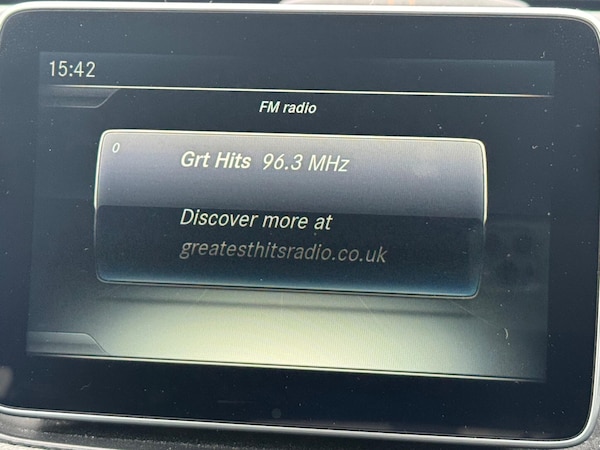 15:42
FM radio
0
Grt Hits 96.3 MHz
Discover more at
greatesthitsradio.co.uk